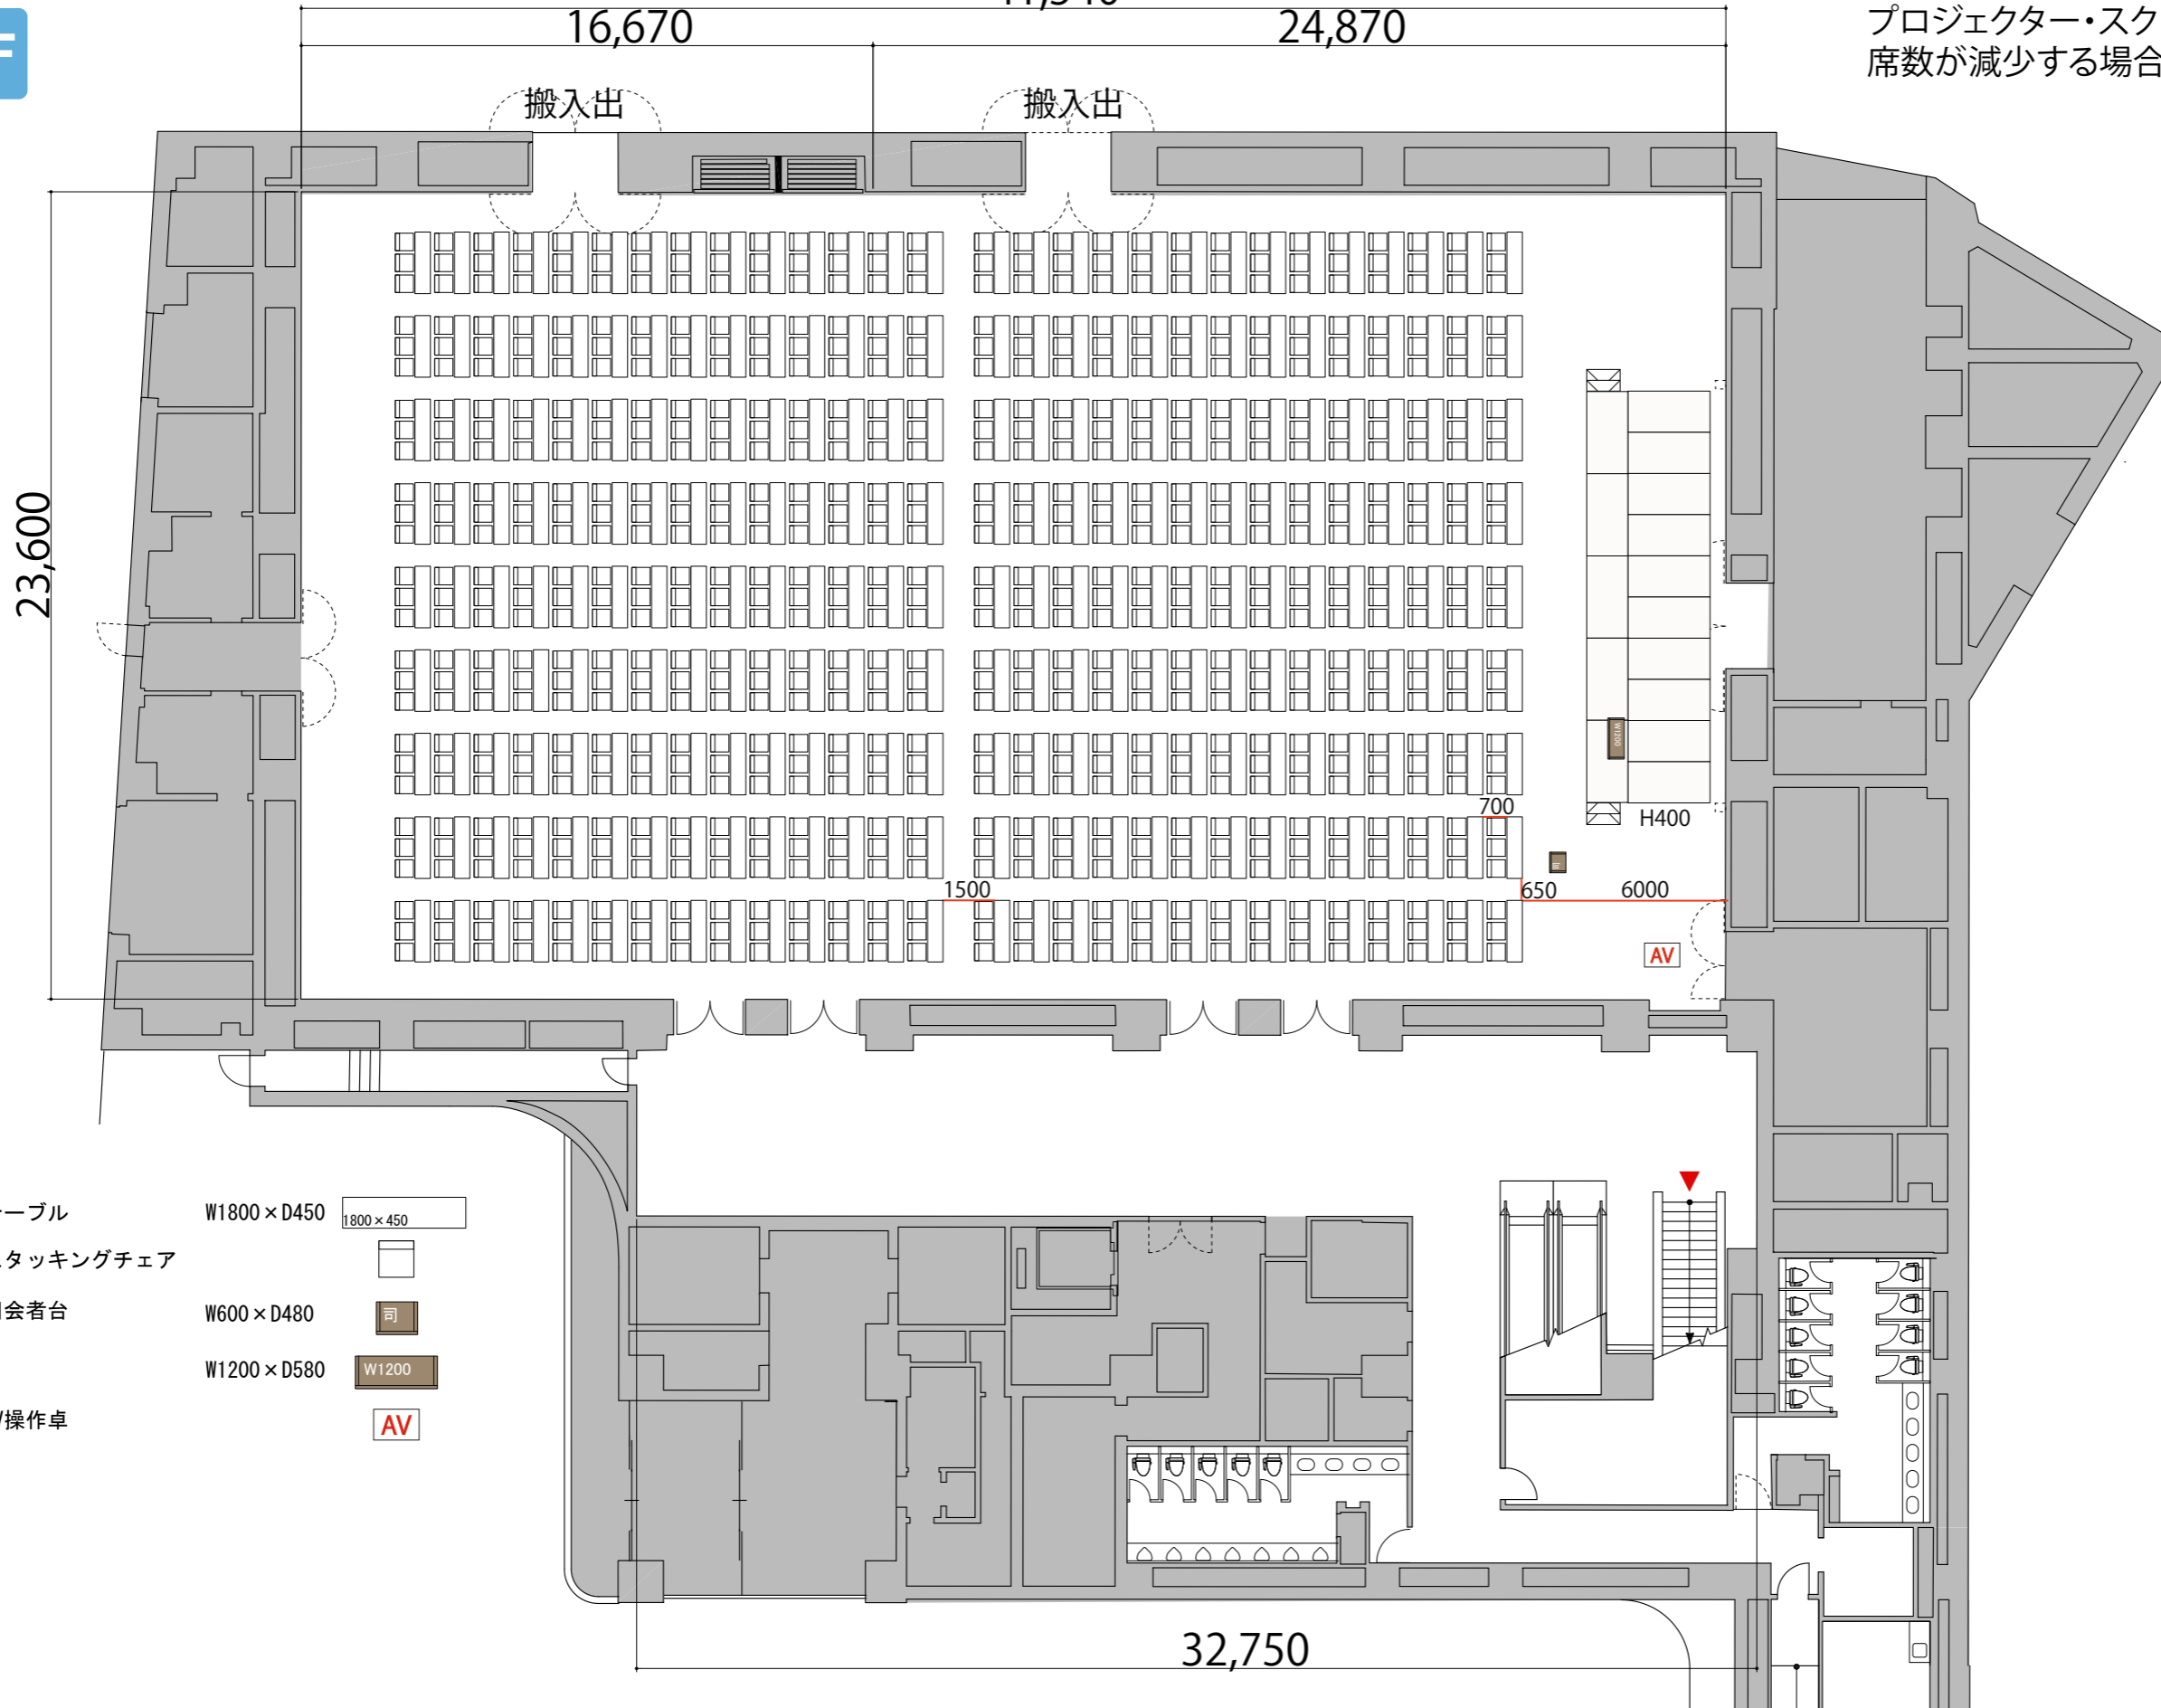 16,670
24,870
プロジェクター・スク
席数が減少する場合
搬入出
搬入出
23,600
W1200
700
H400
1500
650
6000
AV
ーブル
W1800×D450
1800×450
タッキングチェア
会者台
W600×D480
司
W1200×D580
W1200
操作卓
AV
32,750